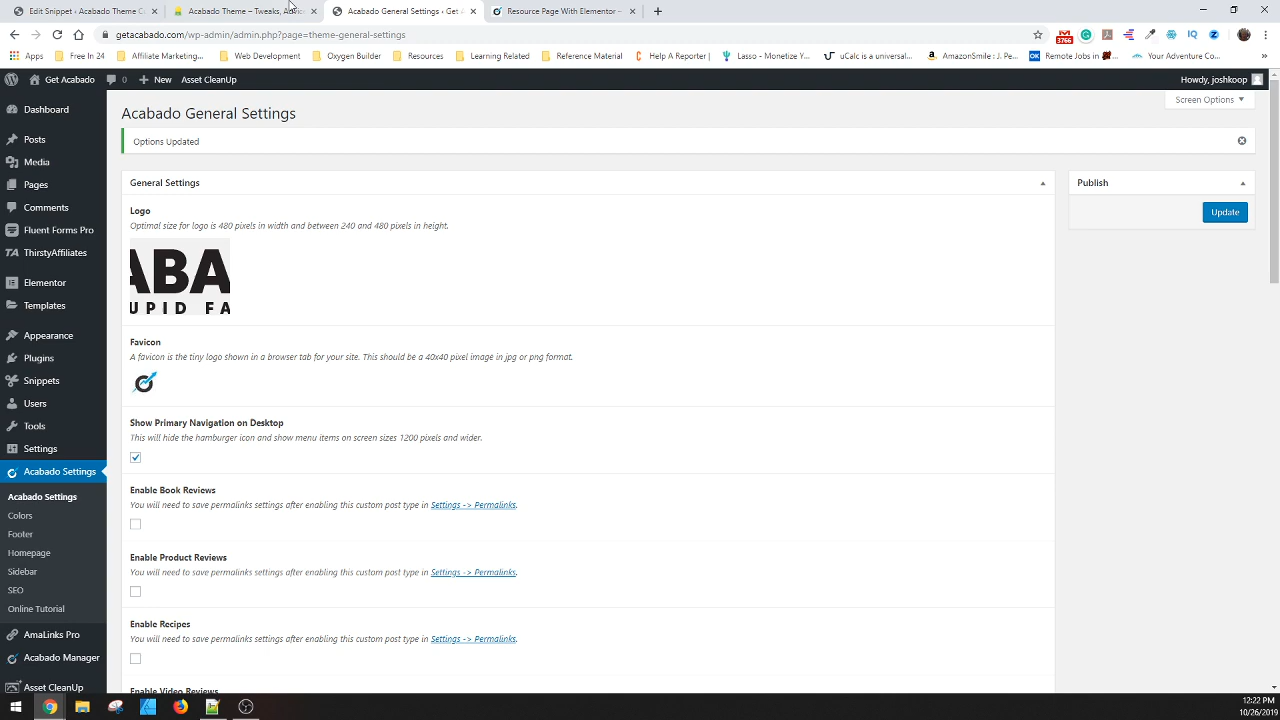 Edit Snippet ‹ Acabado Theme C
Acabado Theme – Tweaks, Advice
Acabado General Settings ‹ Get A
Resource Page With Elementor –
getacabado.com/wp-admin/admin.php?page=theme-general-settings
3766
Apps
Free In 24
Affiliate Marketing...
Web Development
Oxygen Builder
Resources
Learning Related
Reference Material
Help A Reporter |
Lasso - Monetize Y...
uCalc is a universal...
AmazonSmile : J. Pe...
Remote Jobs in
Your Adventure Co...
Get Acabado
0
New
Asset CleanUp
Howdy, joshkoop
Screen Options
Dashboard
Posts
Media
Pages
Comments
Fluent Forms Pro
ThirstyAffiliates
Elementor
Templates
Appearance
Plugins
Snippets
Users
Tools
Settings
Acabado Settings
Acabado Settings
Colors
Footer
Homepage
Sidebar
SEO
Online Tutorial
AmaLinks Pro
Acabado Manager
Asset CleanUp
Acabado General Settings
Options Updated
General Settings
Logo
Optimal size for logo is 480 pixels in width and between 240 and 480 pixels in height.
ABA
UPID FA
Favicon
A favicon is the tiny logo shown in a browser tab for your site. This should be a 40x40 pixel image in jpg or png format.
Show Primary Navigation on Desktop
This will hide the hamburger icon and show menu items on screen sizes 1200 pixels and wider.
Enable Book Reviews
You will need to save permalinks settings after enabling this custom post type in Settings -> Permalinks.
Enable Product Reviews
You will need to save permalinks settings after enabling this custom post type in Settings -> Permalinks.
Enable Recipes
You will need to save permalinks settings after enabling this custom post type in Settings -> Permalinks.
Enable Video Reviews
Publish
Update
12:22 PM
10/26/2019